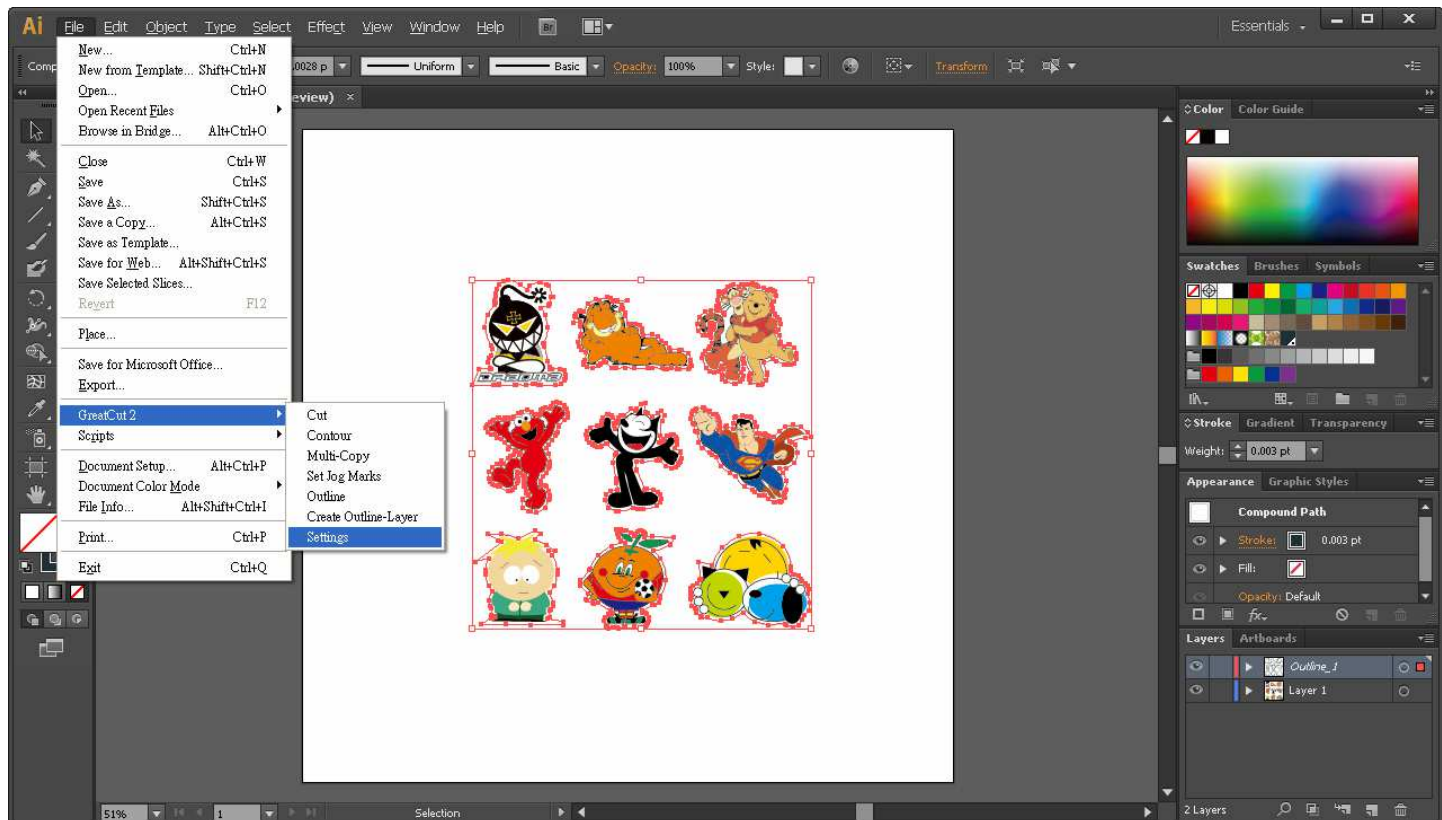 Ai File Edit Object Type Select Effect View Window Help Br Essentials
Comp .0028 p Uniform Basic Opacity: 100% Style: Transform
eview) ×
New... Ctrl+N
New from Template... Shift+Ctrl+N
Open... Ctrl+O
Open Recent Files
Browse in Bridge... Alt+Ctrl+O
Close Ctrl+W
Save Ctrl+S
Save As... Shift+Ctrl+S
Save a Copy... Alt+Ctrl+S
Save as Template...
Save for Web... Alt+Shift+Ctrl+S
Save Selected Slices...
Revert F12
Place...
Save for Microsoft Office...
Export...
GreatCut 2
Scripts
Document Setup... Alt+Ctrl+P
Document Color Mode
File Info... Alt+Shift+Ctrl+I
Print... Ctrl+P
Exit Ctrl+Q
Cut
Contour
Multi-Copy
Set Jog Marks
Outline
Create Outline-Layer
Settings
Color Color Guide
Swatches Brushes Symbols
Stroke Gradient Transparency
Weight: 0.003 pt
Appearance Graphic Styles
Compound Path
Stroke: 0.003 pt
Fill:
Opacity: Default
fx
Layers Artboards
Outline_1
Layer 1
2 Layers
51% 1 Selection